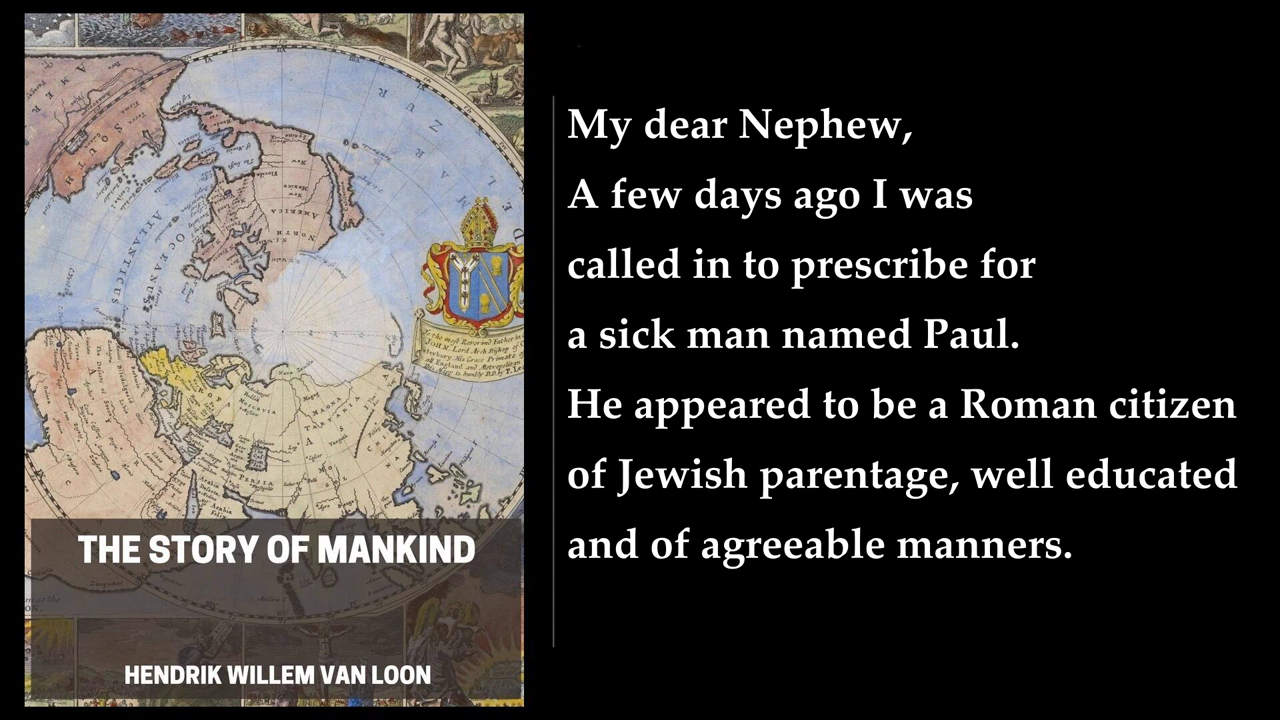 THE STORY OF MANKIND
HENDRIK WILLEM VAN LOON
My dear Nephew,
A few days ago I was
called in to prescribe for
a sick man named Paul.
He appeared to be a Roman citizen
of Jewish parentage, well educated
and of agreeable manners.